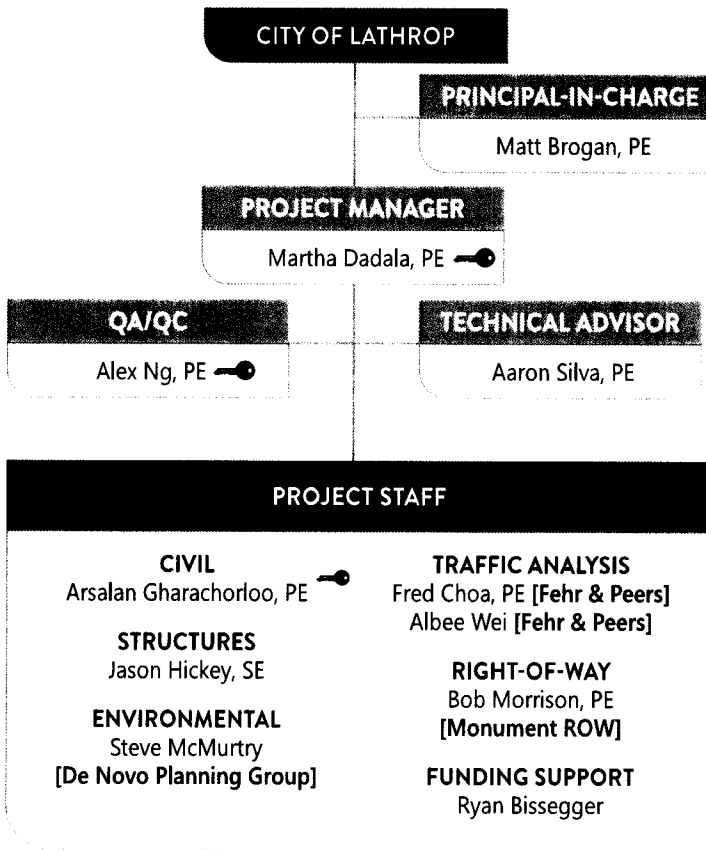 CITY OF LATHROP
PRINCIPAL-IN-CHARGE
Matt Brogan, PE
PROJECT MANAGER
Martha Dadala, PE
QA/QC
Alex Ng, PE
TECHNICAL ADVISOR
Aaron Silva, PE
PROJECT STAFF
CIVIL
Arsalan Gharachorloo, PE
STRUCTURES
Jason Hickey, SE
ENVIRONMENTAL
Steve McMurtry
[De Novo Planning Group]
TRAFFIC ANALYSIS
Fred Choa, PE [Fehr & Peers]
Albee Wei [Fehr & Peers]
RIGHT-OF-WAY
Bob Morrison, PE
[Monument ROW]
FUNDING SUPPORT
Ryan Bissegger